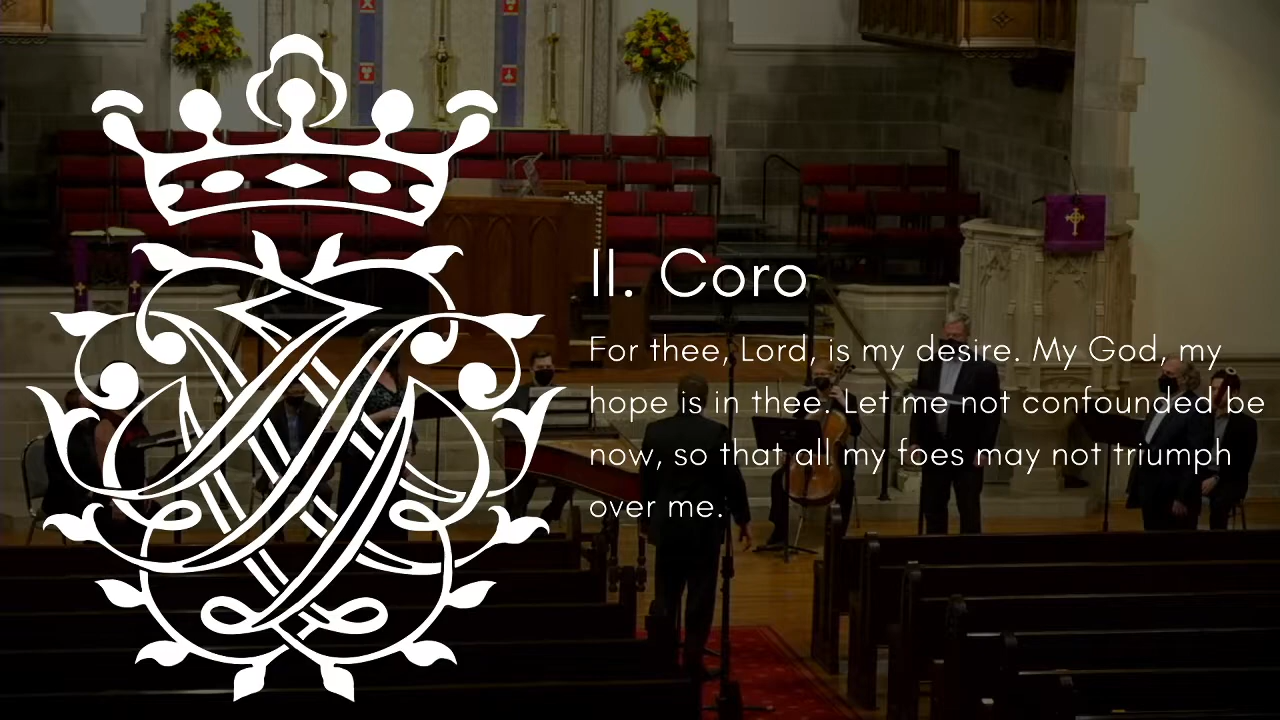 II. Coro
For thee, Lord, is my desire. My God, my
hope is in thee. Let me not confounded be
now, so that all my foes may not triumph
over me.